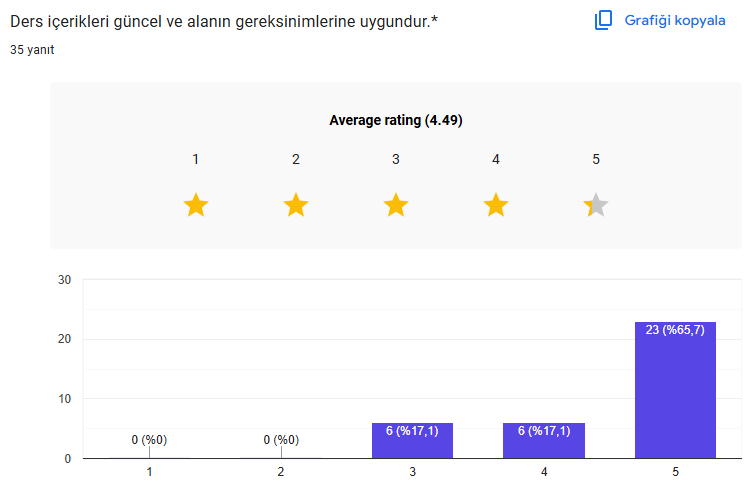 Ders içerikleri güncel ve alanın gereksinimlerine uygundur.*
Grafiği kopyala
35 yanıt
Average rating (4.49)
1 2 3 4 5
30
20
10
0
0 (%0) 0 (%0) 6 (%17,1) 6 (%17,1) 23 (%65,7)
1 2 3 4 5